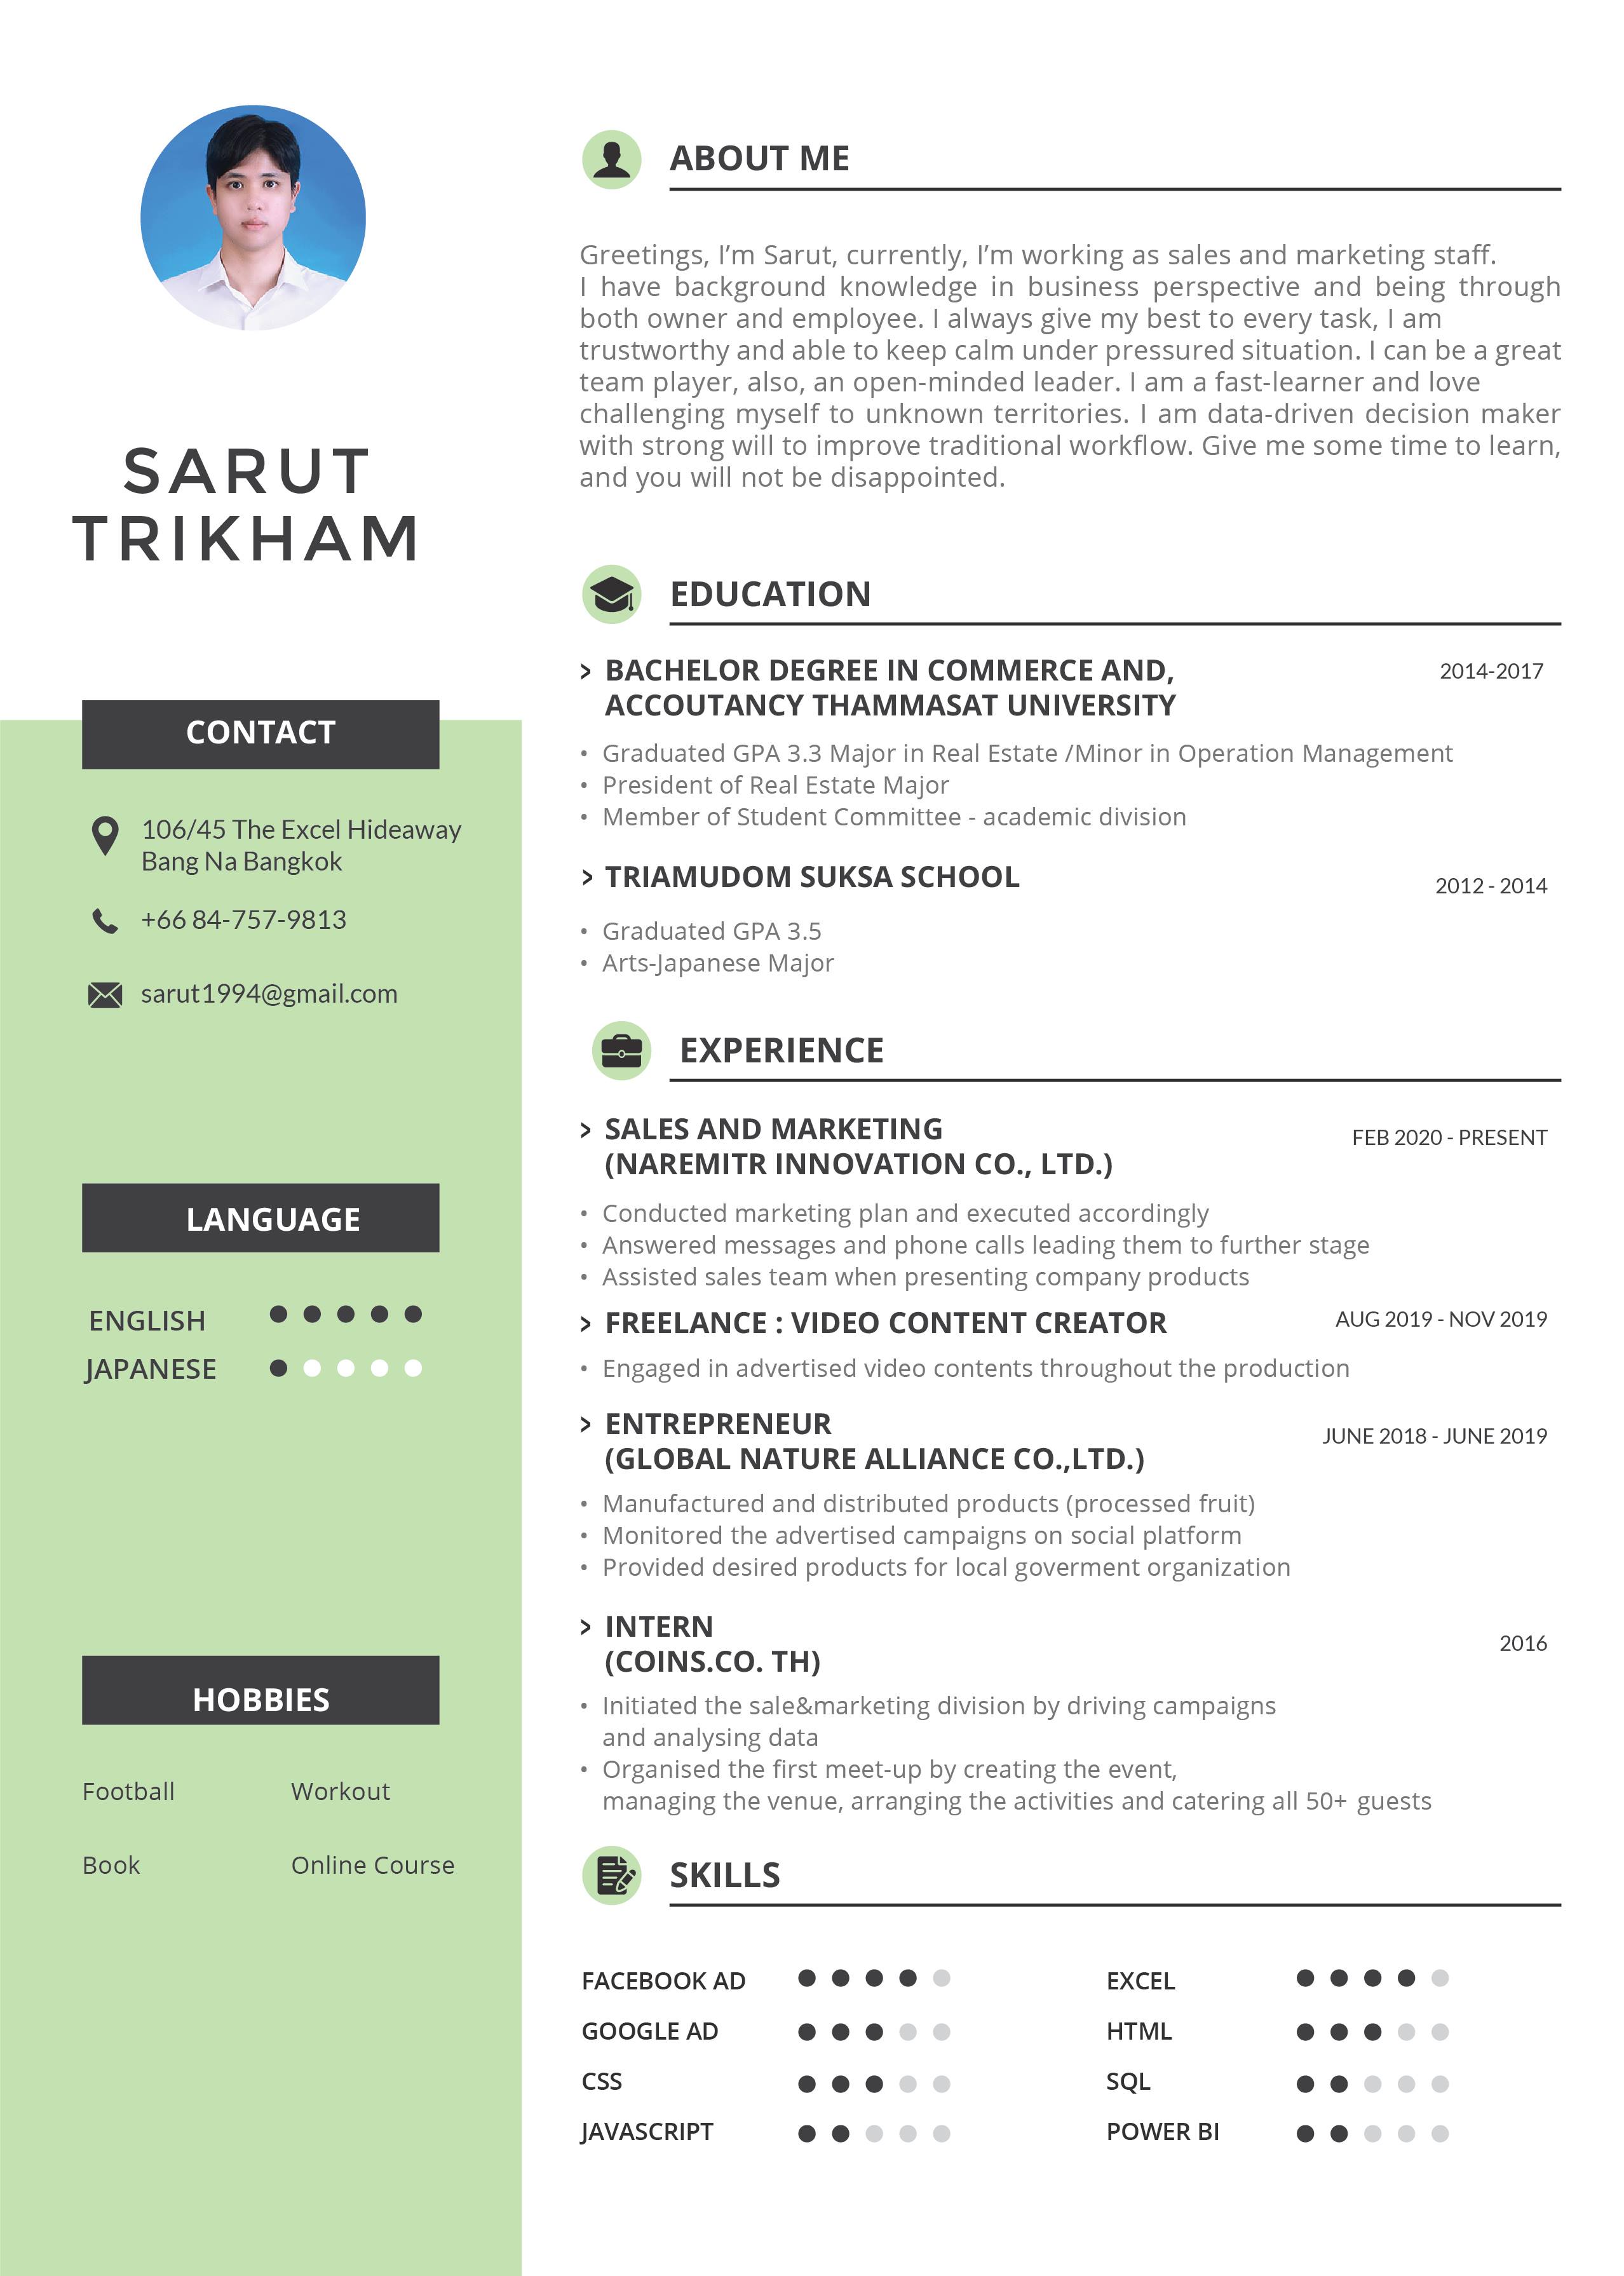 SARUT
TRIKHAM
CONTACT
106/45 The Excel Hideaway
Bang Na Bangkok
+66 84-757-9813
sarut1994@gmail.com
LANGUAGE
ENGLISH
JAPANESE
HOBBIES
Football Workout
Book Online Course
ABOUT ME
Greetings, I’m Sarut, currently, I’m working as sales and marketing staff.
I have background knowledge in business perspective and being through
both owner and employee. I always give my best to every task, I am
trustworthy and able to keep calm under pressured situation. I can be a great
team player, also, an open-minded leader. I am a fast-learner and love
challenging myself to unknown territories. I am data-driven decision maker
with strong will to improve traditional workflow. Give me some time to learn,
and you will not be disappointed.
EDUCATION
> BACHELOR DEGREE IN COMMERCE AND, 2014-2017
ACCOUTANCY THAMMASAT UNIVERSITY
• Graduated GPA 3.3 Major in Real Estate /Minor in Operation Management
• President of Real Estate Major
• Member of Student Committee - academic division
> TRIAMUDOM SUKSA SCHOOL 2012 - 2014
• Graduated GPA 3.5
• Arts-Japanese Major
EXPERIENCE
> SALES AND MARKETING FEB 2020 - PRESENT
(NAREMITR INNOVATION CO., LTD.)
• Conducted marketing plan and executed accordingly
• Answered messages and phone calls leading them to further stage
• Assisted sales team when presenting company products
> FREELANCE : VIDEO CONTENT CREATOR AUG 2019 - NOV 2019
• Engaged in advertised video contents throughout the production
> ENTREPRENEUR JUNE 2018 - JUNE 2019
(GLOBAL NATURE ALLIANCE CO.,LTD.)
• Manufactured and distributed products (processed fruit)
• Monitored the advertised campaigns on social platform
• Provided desired products for local goverment organization
> INTERN 2016
(COINS.CO. TH)
• Initiated the sale&marketing division by driving campaigns
and analysing data
• Organised the first meet-up by creating the event,
managing the venue, arranging the activities and catering all 50+ guests
SKILLS
FACEBOOK AD EXCEL
GOOGLE AD HTML
CSS SQL
JAVASCRIPT POWER BI